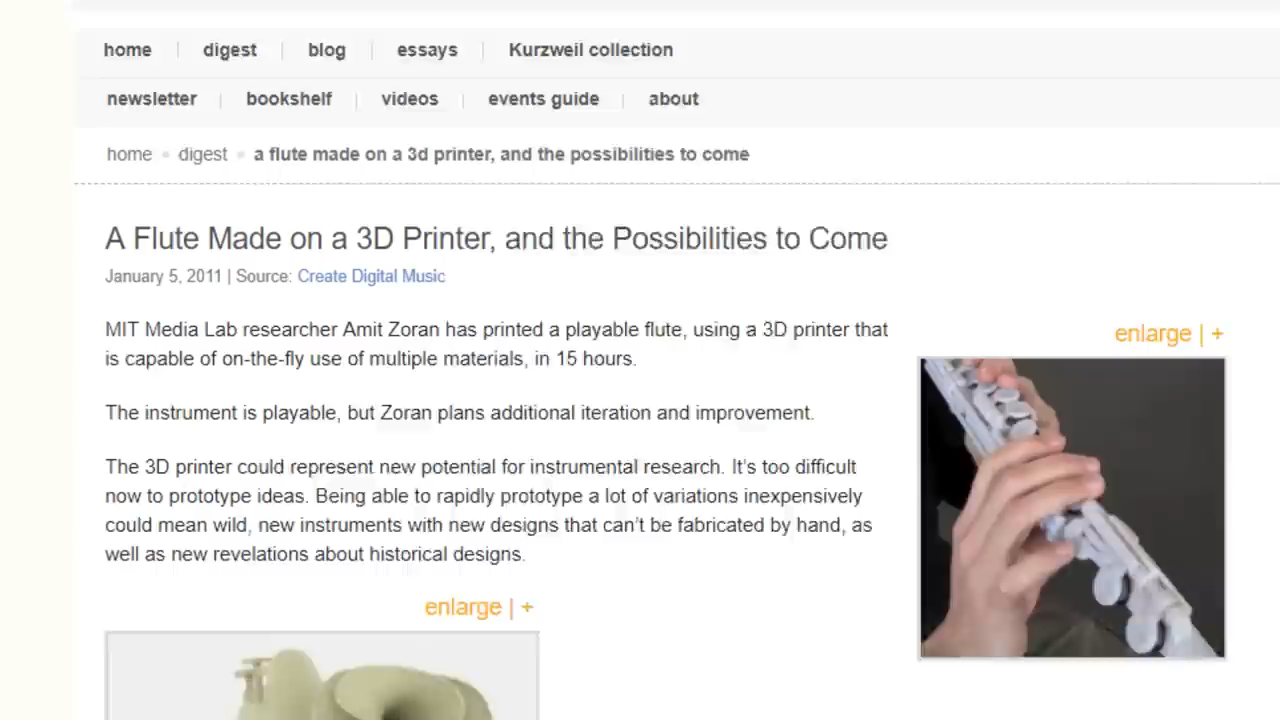 home digest blog essays Kurzweil collection
newsletter bookshelf videos events guide about
home digest a flute made on a 3d printer, and the possibilities to come
A Flute Made on a 3D Printer, and the Possibilities to Come
January 5, 2011 | Source: Create Digital Music
MIT Media Lab researcher Amit Zoran has printed a playable flute, using a 3D printer that
is capable of on-the-fly use of multiple materials, in 15 hours.
enlarge | +
The instrument is playable, but Zoran plans additional iteration and improvement.
The 3D printer could represent new potential for instrumental research. It's too difficult
now to prototype ideas. Being able to rapidly prototype a lot of variations inexpensively
could mean wild, new instruments with new designs that can't be fabricated by hand, as
well as new revelations about historical designs.
enlarge | +